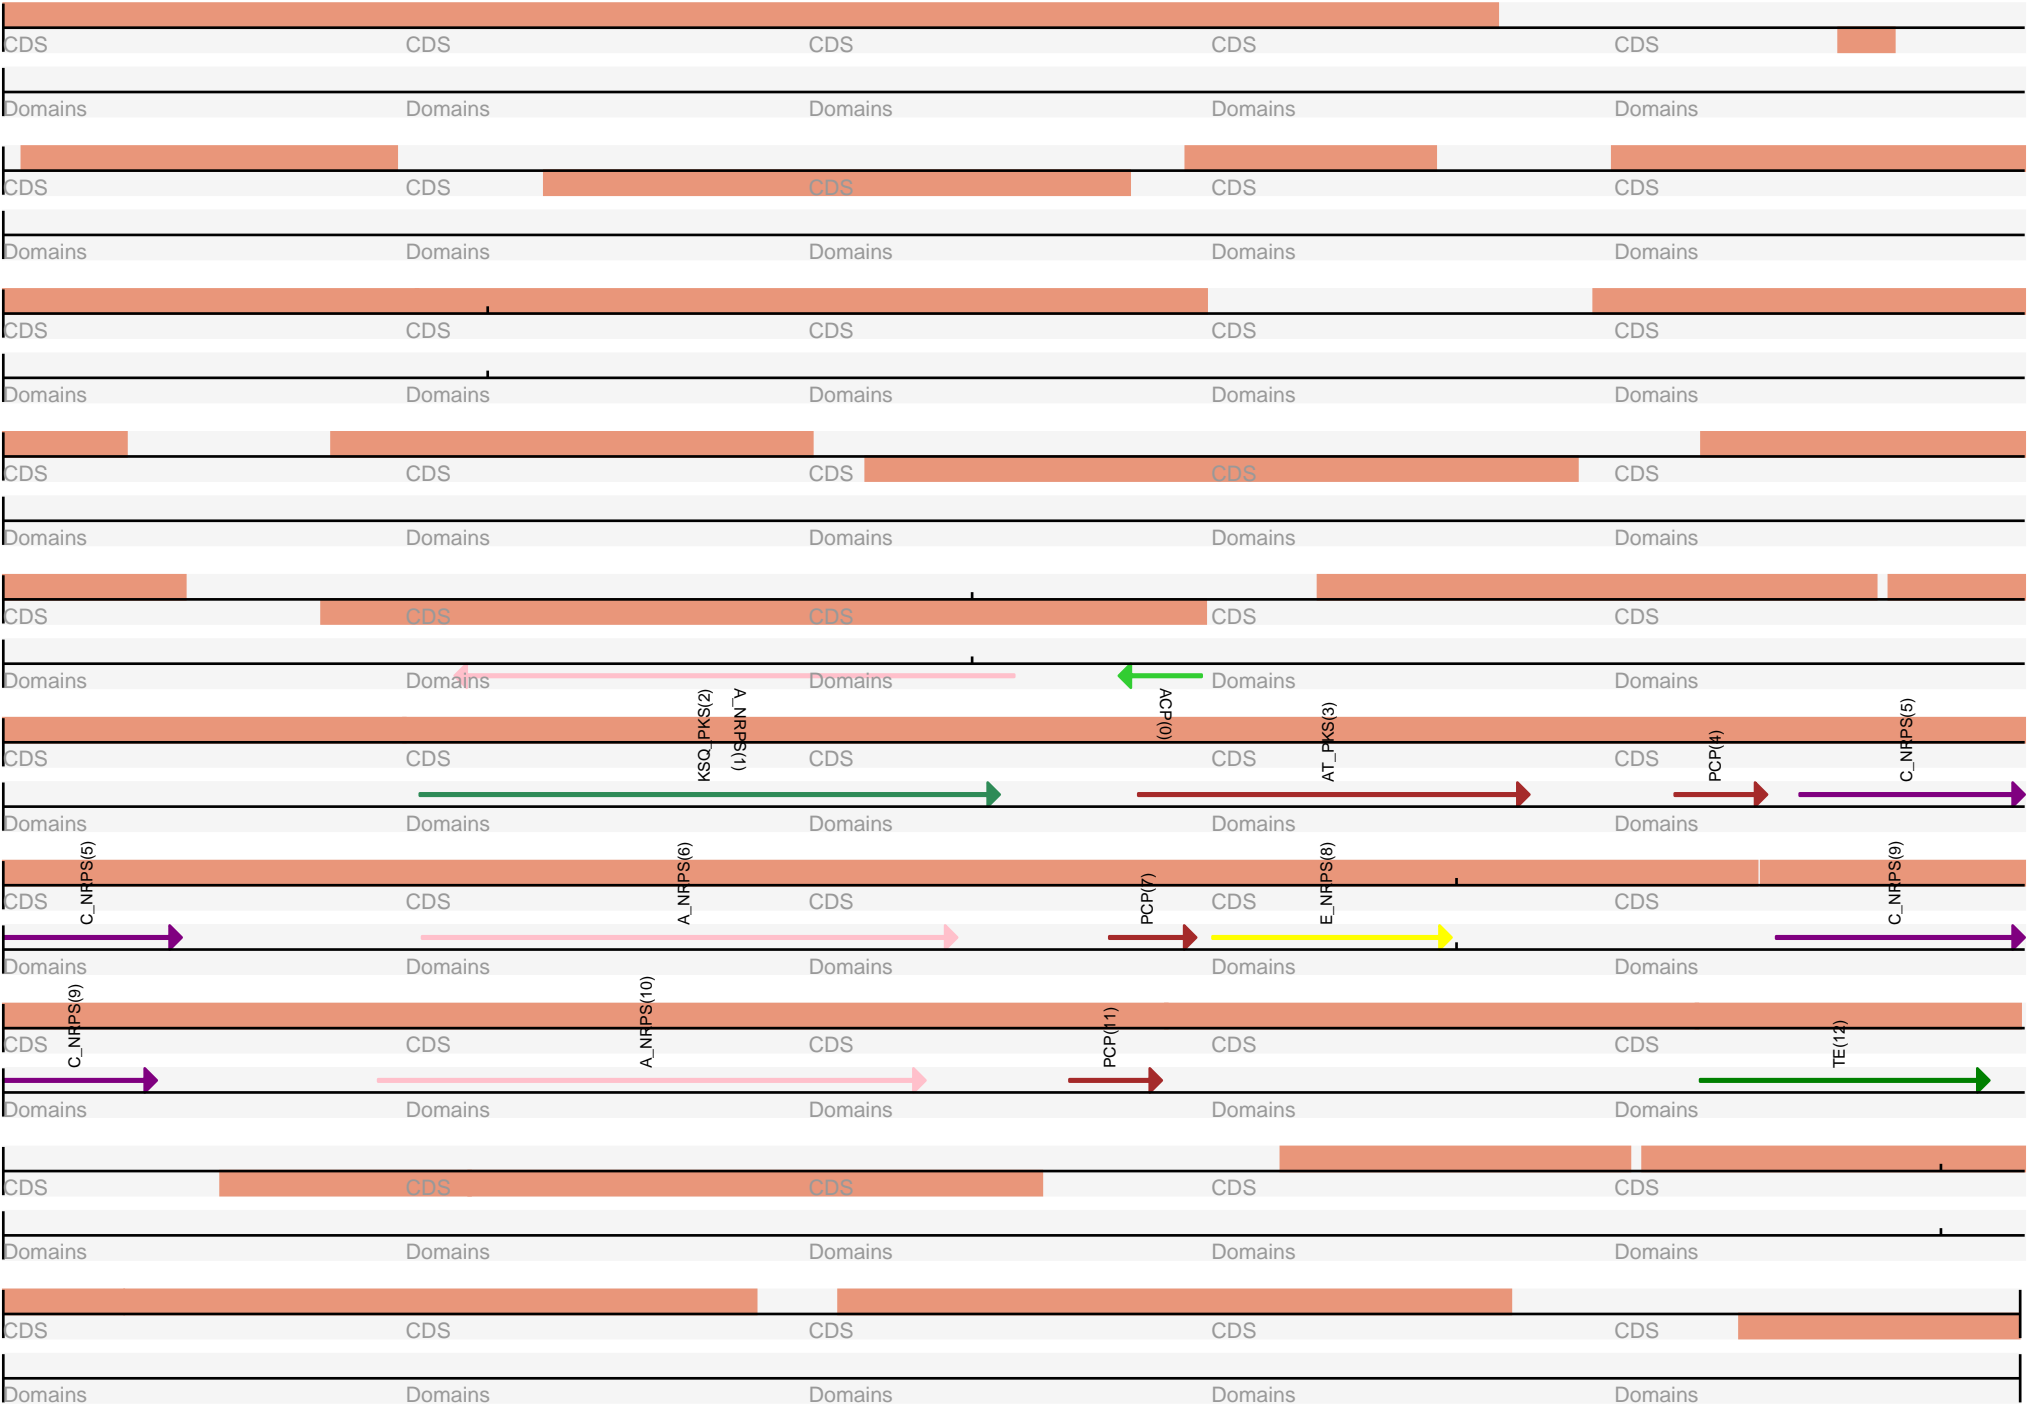 CDS CDS CDS CDS CDS
Domains Domains Domains Domains Domains
CDS CDS CDS CDS CDS
Domains Domains Domains Domains Domains
CDS CDS CDS CDS CDS
Domains Domains Domains Domains Domains
CDS CDS CDS CDS CDS
Domains Domains Domains Domains Domains
CDS CDS CDS CDS CDS
Domains Domains Domains Domains Domains
A_NRPS(1) ACP(0)
CDS CDS CDS CDS CDS
KSQ_PKS(2) AT_PKS(3) PCP(4) C_NRPS(5)
Domains Domains Domains Domains Domains
CDS CDS CDS CDS CDS
C_NRPS(5) A_NRPS(6) PCP(7) E_NRPS(8) C_NRPS(9)
Domains Domains Domains Domains Domains
CDS CDS CDS CDS CDS
C_NRPS(9) A_NRPS(10) PCP(11) TE(12)
Domains Domains Domains Domains Domains
CDS CDS CDS CDS CDS
Domains Domains Domains Domains Domains
CDS CDS CDS CDS CDS
Domains Domains Domains Domains Domains